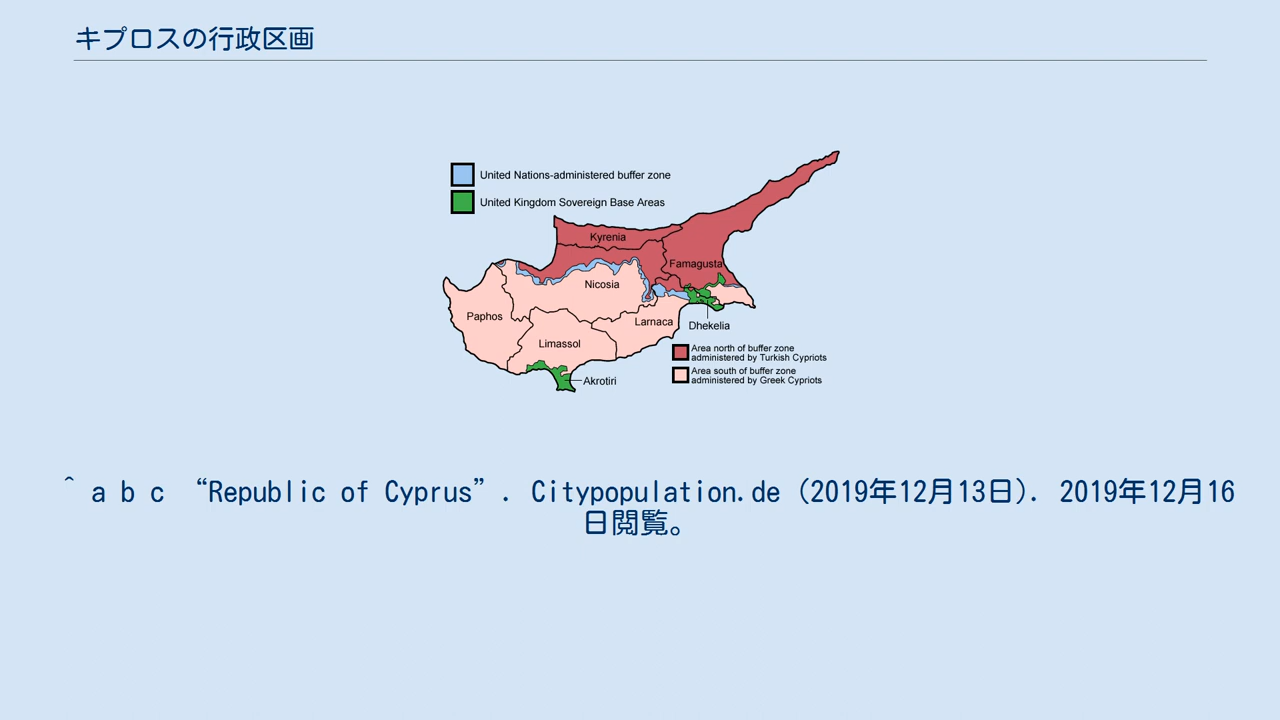 キプロスの行政区画
United Nations-administered buffer zone
United Kingdom Sovereign Base Areas
Kyrenia
Famagusta
Nicosia
Paphos
Larnaca
Dhekelia
Limassol
Area north of buffer zone
administered by Turkish Cypriots
Area south of buffer zone
administered by Greek Cypriots
Akrotiri
^ a b c “Republic of Cyprus”. Citypopulation.de (2019年12月13日). 2019年12月16
日閲覧。